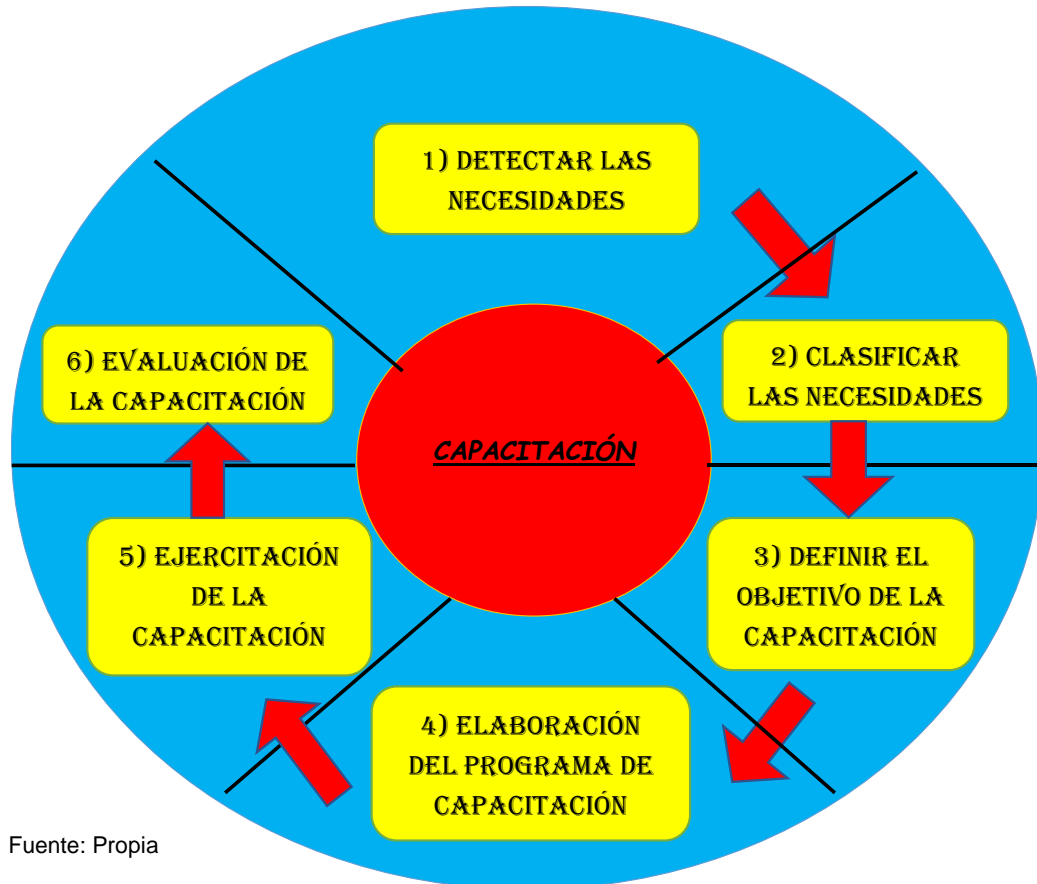 1) DETECTAR LAS
NECESIDADES
2) CLASIFICAR
LAS NECESIDADES
3) DEFINIR EL
OBJETIVO DE LA
CAPACITACIÓN
4) ELABORACIÓN
DEL PROGRAMA DE
CAPACITACIÓN
5) EJERCITACIÓN
DE LA
CAPACITACIÓN
6) EVALUACIÓN DE
LA CAPACITACIÓN
CAPACITACIÓN
Fuente: Propia